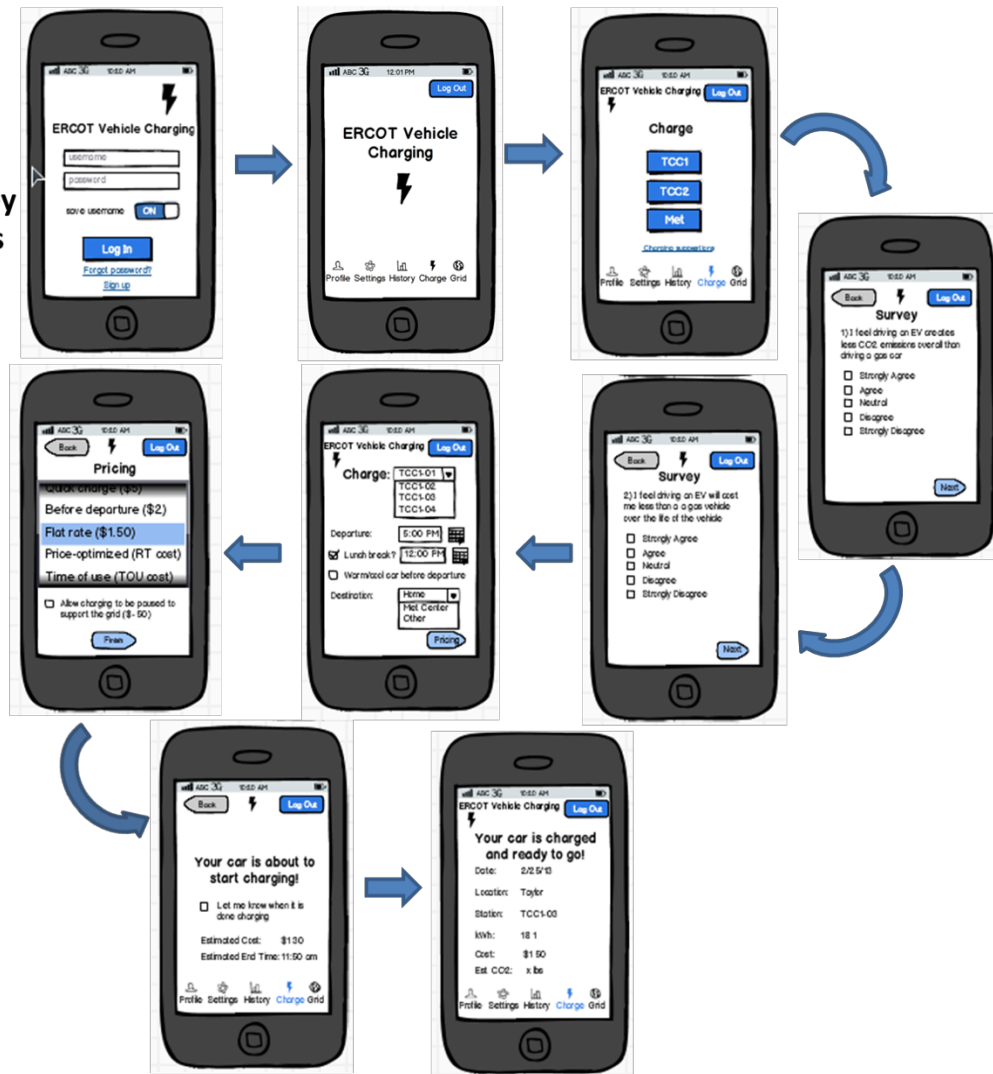 y
s
ABC 3G 10:10 AM
ERCOT Vehicle Charging
username
password
save username ON
Log In
Forgot password?
Sign up
ABC 3G 12:01 PM
Log Out
ERCOT Vehicle
Charging
Profile Settings History Charge Grid
ABC 3G 10:10 AM
ERCOT Vehicle Charging Log Out
Charge
TCC1
TCC2
Met
Charging suggestions
Profile Settings History Charge Grid
ABC 3G 10:10 AM
Back Log Out
Survey
1) I feel driving an EV creates
less CO2 emissions overall than
driving a gas car
Strongly Agree
Agree
Neutral
Disagree
Strongly Disagree
Next
ABC 3G 10:10 AM
Back Log Out
Survey
2) I feel driving an EV will cost
me less than a a gas vehicle
over the life of the vehicle
Strongly Agree
Agree
Neutral
Disagree
Strongly Disagree
Next
ABC 3G 10:10 AM
ERCOT Vehicle Charging Log Out
Charge: TCC1-01
TCC1-02
TCC1-03
TCC1-04
Departure: 5:00 PM
Lunch break? 12:00 PM
Warm/cool car before departure
Destination: Home
Met Center
Other
Pricing
ABC 3G 10:10 AM
Back Log Out
Pricing
Quick charge ($5)
Before departure ($2)
Flat rate ($1.50)
Price-optimized (RT cost)
Time of use (TOU cost)
Allow charging to be paused to
support the grid ($-.50)
ABC 3G 10:10 AM
Back Log Out
Your car is about to
start charging!
Let me know when it is
done charging
Estimated Cost: $1.30
Estimated End Time: 11:50 am
ABC 3G 10:10 AM
ERCOT Vehicle Charging Log Out
Your car is charged
and ready to go!
Date: 2/25/13
Location: Taylor
Station: TCC1-03
kWh: 18.1
Cost: $1.50
Est CO2: x lbs
Profile Settings History Charge Grid
Profile Settings History Charge Grid